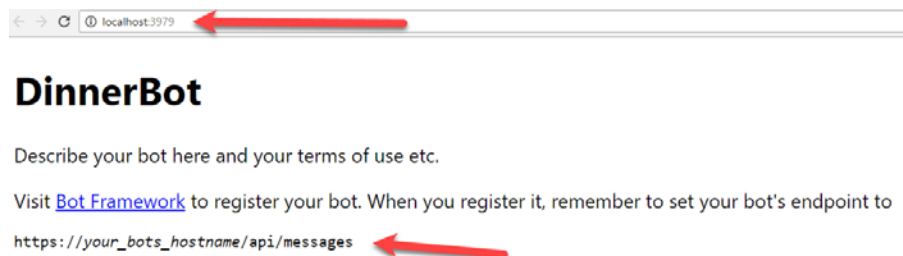 localhost:3979
DinnerBot
Describe your bot here and your terms of use etc.
Visit Bot Framework to register your bot. When you register it, remember to set your bot's endpoint to
https://your_bots_hostname/api/messages